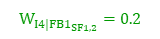 W_{I4|FB1_{SF1,2}} = 0.2